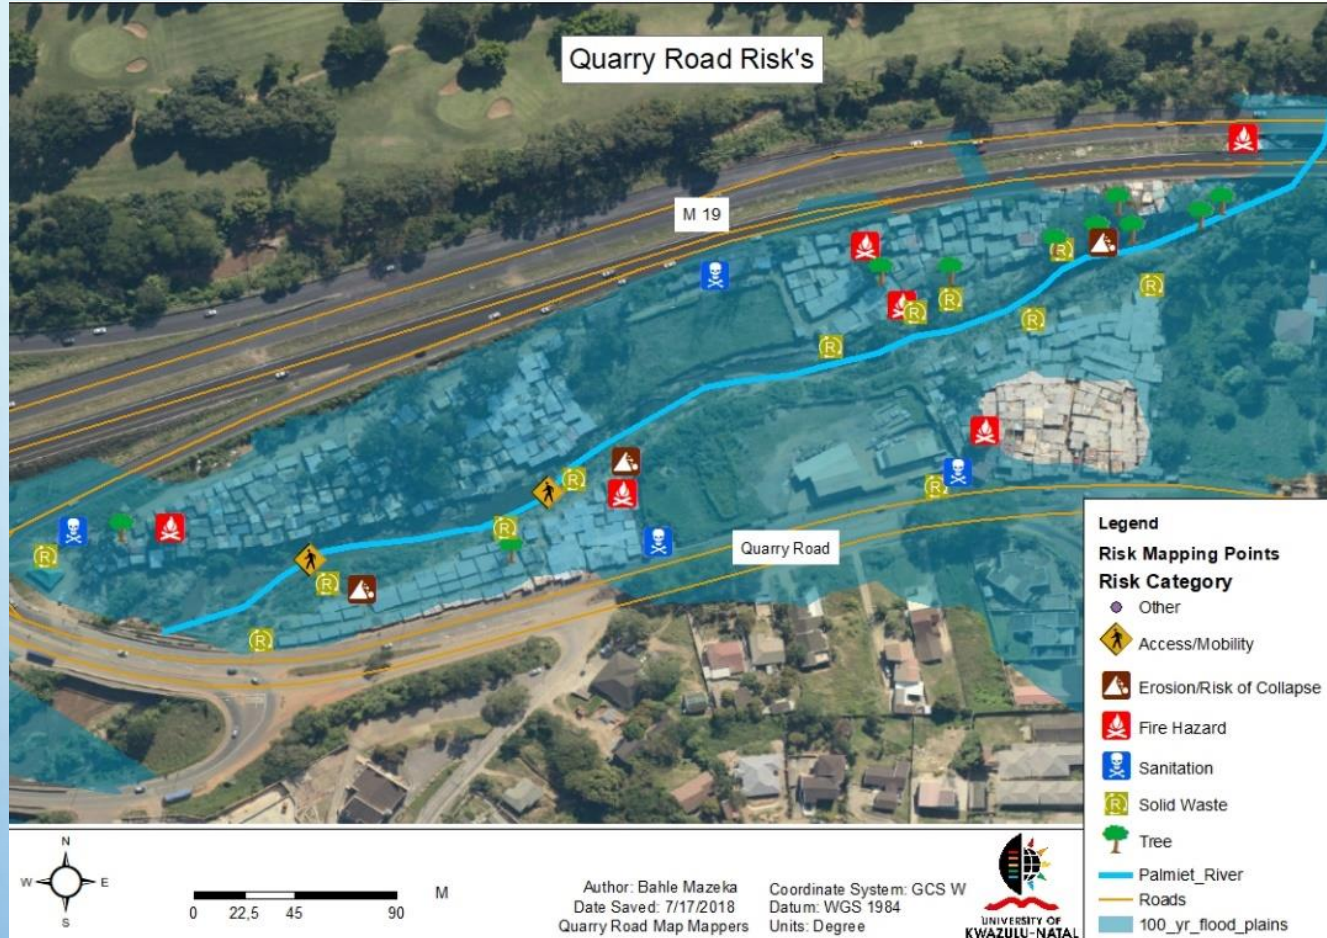 Quarry Road Risk's
M 19
Quarry Road
Legend
Risk Mapping Points
Risk Category
Other
Access/Mobility
Erosion/Risk of Collapse
Fire Hazard
Sanitation
Solid Waste
Tree
Palmiet_River
Roads
100_yr_flood_plains
N
W E
S
0 22,5 45 90 M
Author: Bahle Mazeka
Date Saved: 7/17/2018
Quarry Road Map Mappers
Coordinate System: GCS W
Datum: WGS 1984
Units: Degree
UNIVERSITY OF
KWAZULU-NATAL